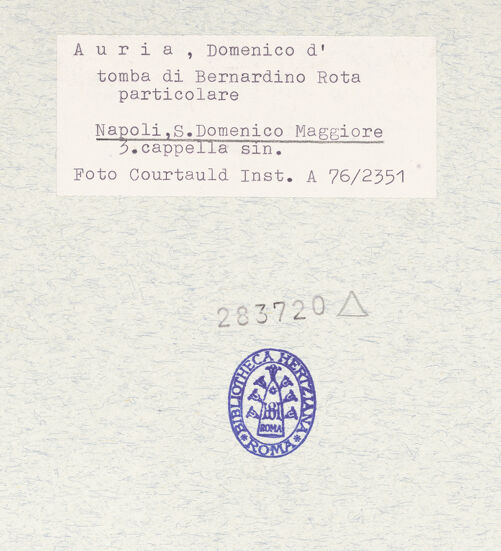 Auria, Domenico d'
tomba di Bernardino Rota
particolare
Napoli,S.Domenico Maggiore
3.cappella sin.
Foto Courtauld Inst. A 76/2351
283720
BIBLIOTHECA HERTZIANA
ROMA
* ROMA *